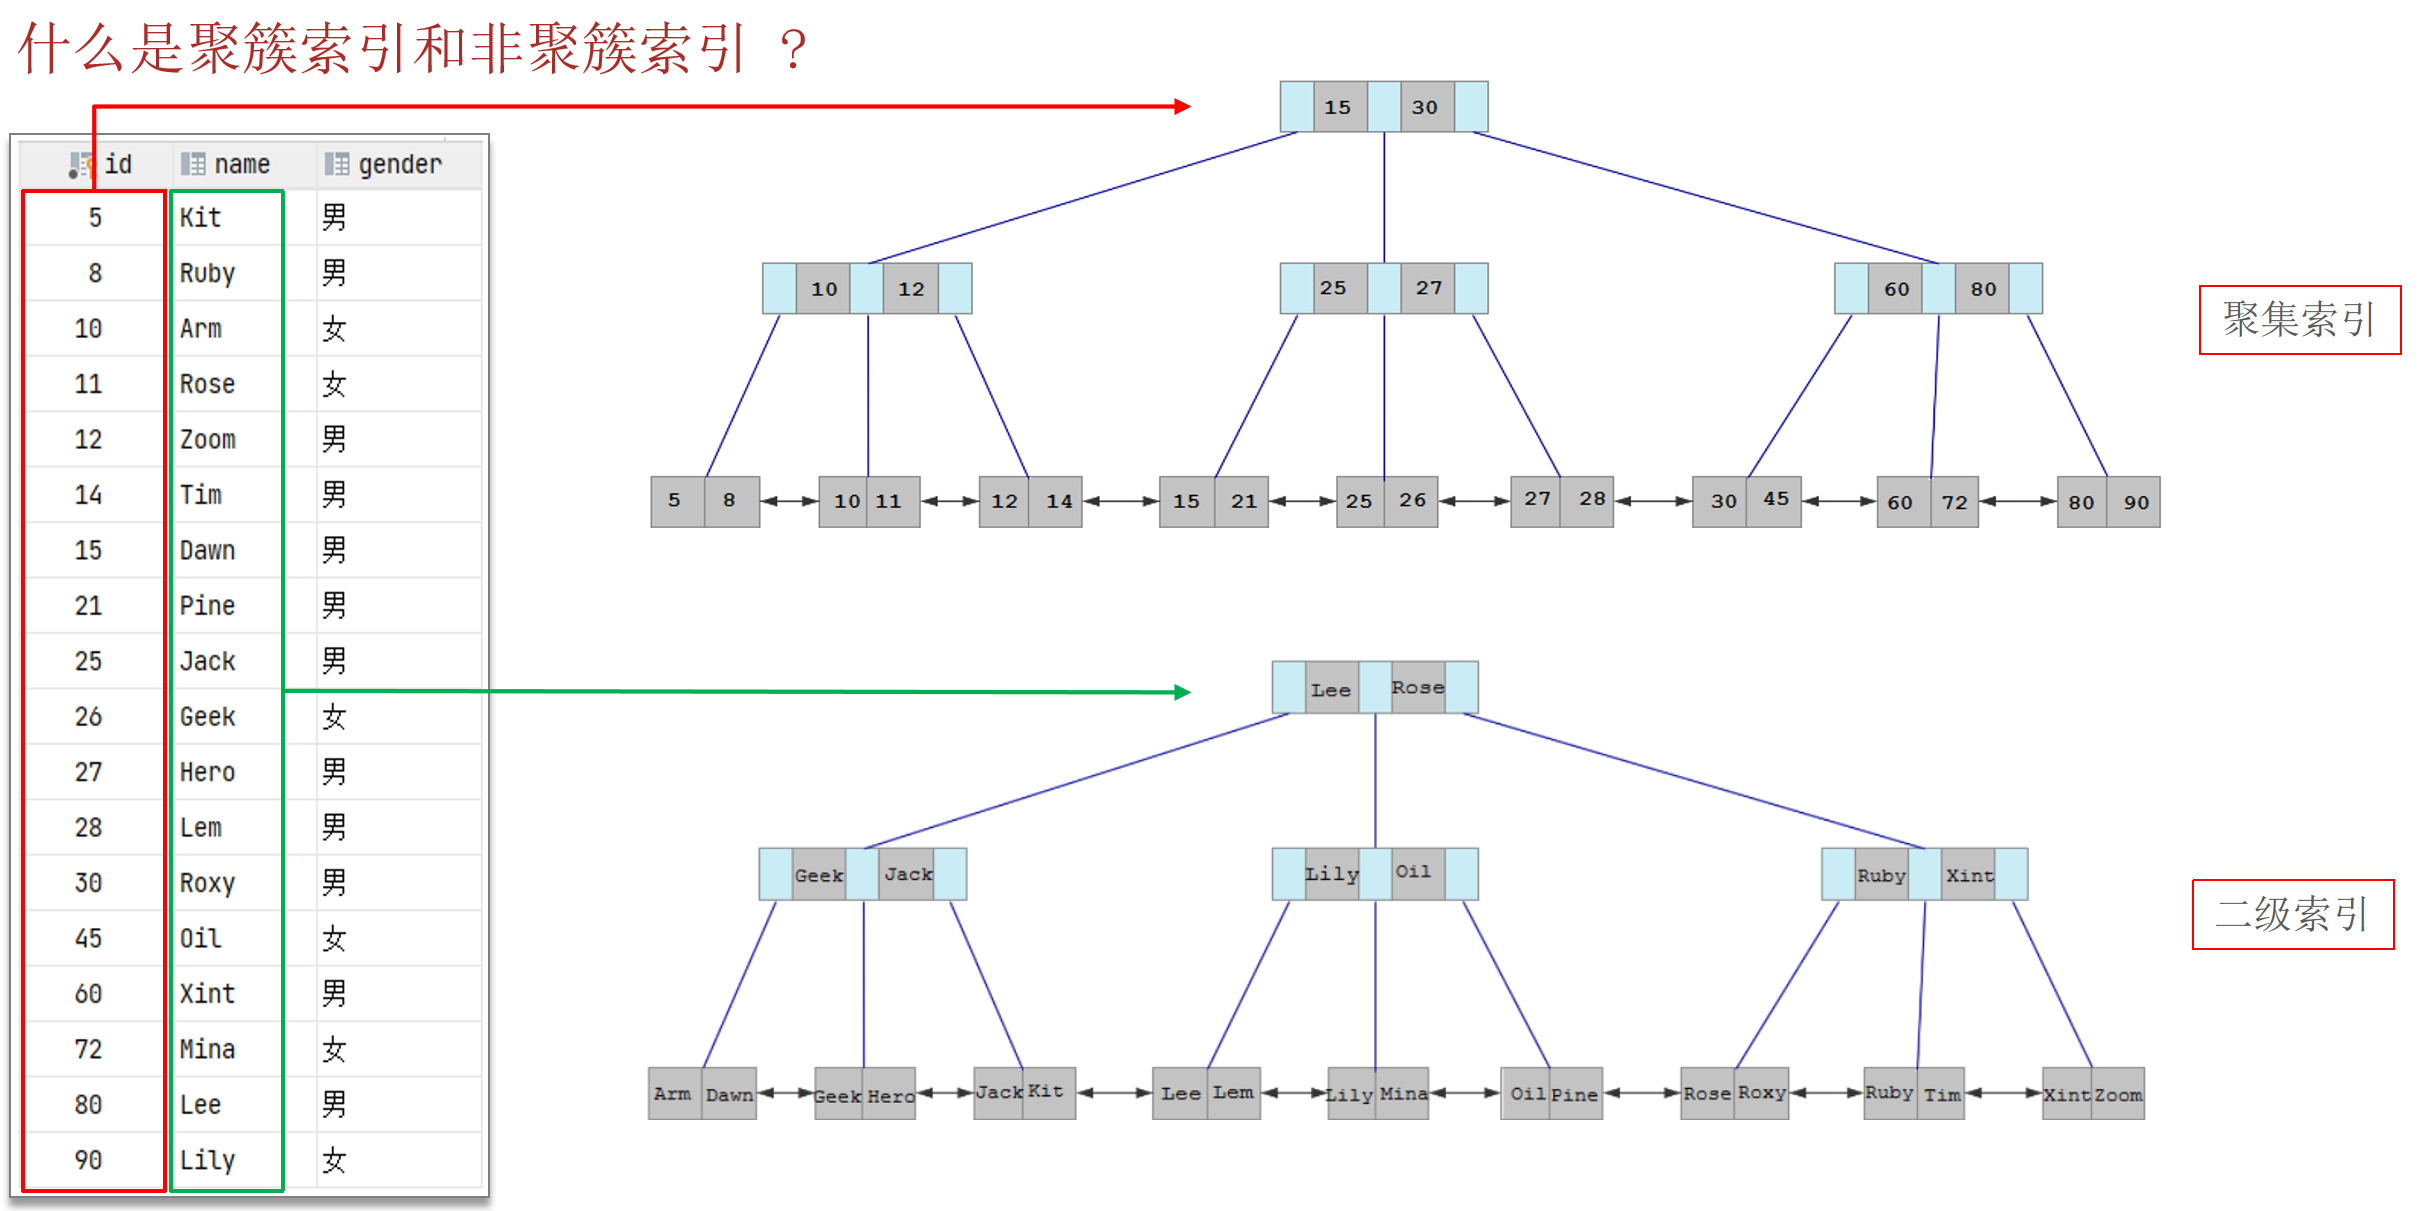 什么是聚簇索引和非聚簇索引 ?
id name gender
5 Kit 男
8 Ruby 男
10 Arm 女
11 Rose 女
12 Zoom 男
14 Tim 男
15 Dawn 男
21 Pine 男
25 Jack 男
26 Geek 女
27 Hero 男
28 Lem 男
30 Roxy 男
45 Oil 女
60 Xint 男
72 Mina 女
80 Lee 男
90 Lily 女
15 30
10 12 25 27 60 80
聚集索引
5 8 10 11 12 14 15 21 25 26 27 28 30 45 60 72 80 90
Lee Rose
Geek Jack Lily Oil Ruby Xint
二级索引
Arm Dawn Geek Hero Jack Kit Lee Lem Lily Mina Oil Pine Rose Roxy Ruby Tim Xint Zoom